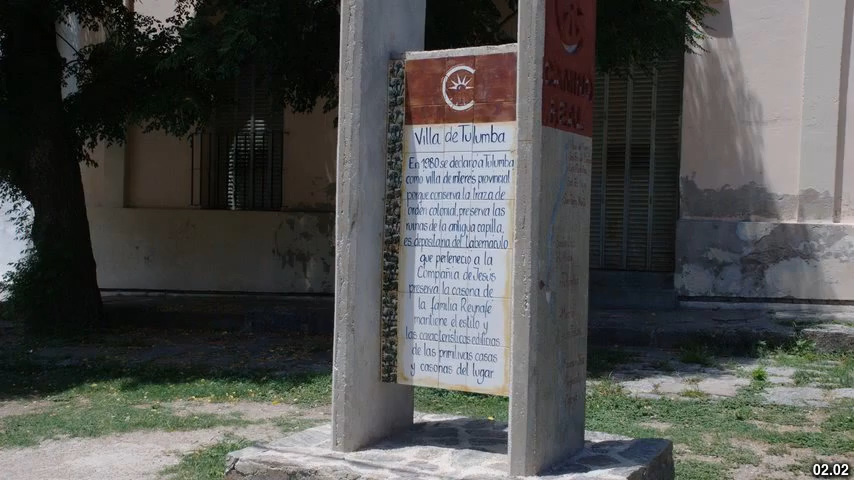 Villa de Tulumba
En 1980 se declaró a Tulumba
como villa de interés provincial
porque conserva la traza de
orden colonial, preserva las
ruinas de la antigua capilla,
es depositaria del Tabernáculo
que perteneció a la
Compañía de Jesús
preserva la casona de
la familia Reynafe
mantiene el estilo y
las características edilicias
de las primitivas casas
y casonas del lugar
CAMINO
REAL
02.02